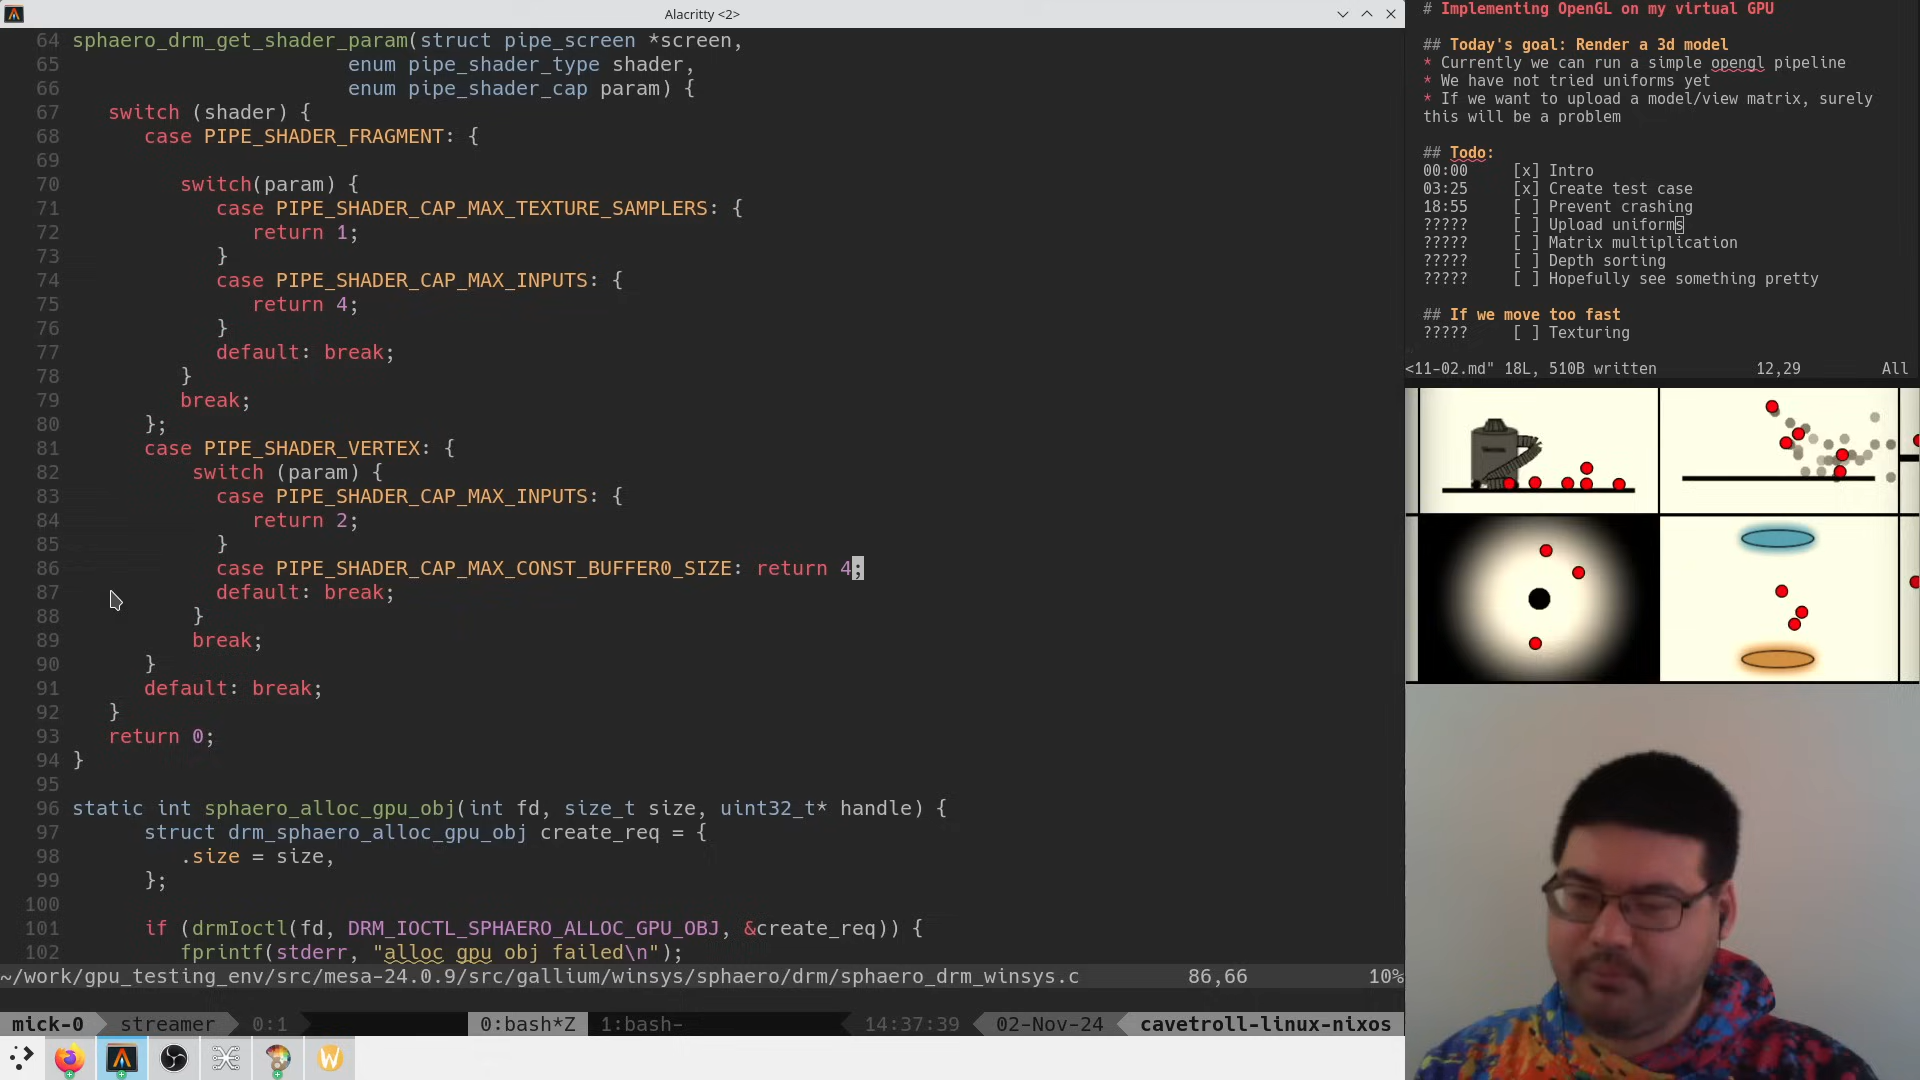 Alacritty <2>
64 sphaero_drm_get_shader_param(struct pipe_screen *screen,
65 enum pipe_shader_type shader,
66 enum pipe_shader_cap param) {
67 switch (shader) {
68 case PIPE_SHADER_FRAGMENT: {
69
70 switch(param) {
71 case PIPE_SHADER_CAP_MAX_TEXTURE_SAMPLERS: {
72 return 1;
73 }
74 case PIPE_SHADER_CAP_MAX_INPUTS: {
75 return 4;
76 }
77 default: break;
78 }
79 break;
80 };
81 case PIPE_SHADER_VERTEX: {
82 switch (param) {
83 case PIPE_SHADER_CAP_MAX_INPUTS: {
84 return 2;
85 }
86 case PIPE_SHADER_CAP_MAX_CONST_BUFFER0_SIZE: return 4;
87 default: break;
88 }
89 break;
90 }
91 default: break;
92 }
93 return 0;
94 }
95
96 static int sphaero_alloc_gpu_obj(int fd, size_t size, uint32_t* handle) {
97 struct drm_sphaero_alloc_gpu_obj create_req = {
98 .size = size,
99 };
100
101 if (drmIoctl(fd, DRM_IOCTL_SPHAERO_ALLOC_GPU_OBJ, &create_req)) {
102 fprintf(stderr, "alloc gpu obj failed\n");
~/work/gpu_testing_env/src/mesa-24.0.9/src/gallium/winsys/sphaero/drm/sphaero_drm_winsys.c 86,66 10%
mick-0 streamer 0:1 0:bash*Z 1:bash- 14:37:39 02-Nov-24 cavetroll-linux-nixos
# Implementing OpenGL on my virtual GPU
## Today's goal: Render a 3d model
* Currently we can run a simple opengl pipeline
* We have not tried uniforms yet
* If we want to upload a model/view matrix, surely
this will be a problem
## Todo:
00:00 [x] Intro
03:25 [x] Create test case
18:55 [ ] Prevent crashing
????? [ ] Upload uniforms
????? [ ] Matrix multiplication
????? [ ] Depth sorting
????? [ ] Hopefully see something pretty
## If we move too fast
????? [ ] Texturing
<11-02.md" 18L, 510B written 12,29 All